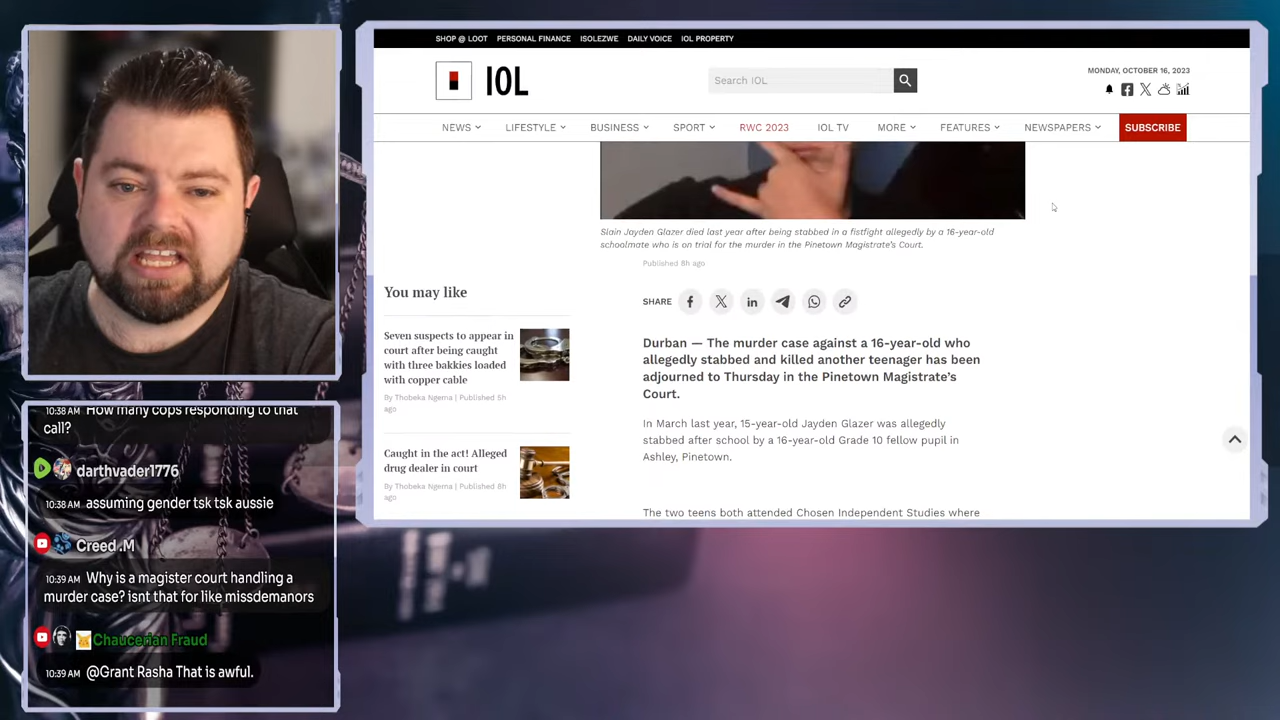 SHOP @ LOOT PERSONAL FINANCE ISOLEZWE DAILY VOICE IOL PROPERTY
IOL
Search IOL
MONDAY, OCTOBER 16, 2023
NEWS LIFESTYLE BUSINESS SPORT RWC 2023 IOL TV MORE FEATURES NEWSPAPERS SUBSCRIBE
Slain Jayden Glazer died last year after being stabbed in a fistfight allegedly by a 16-year-old
schoolmate who is on trial for the murder in the Pinetown Magistrate's Court.
Published 8h ago
SHARE
You may like
Seven suspects to appear in
court after being caught
with three bakkies loaded
with copper cable
By Thobeka Ngema | Published 5h
ago
Caught in the act! Alleged
drug dealer in court
By Thobeka Ngema | Published 8h
ago
Durban — The murder case against a 16-year-old who
allegedly stabbed and killed another teenager has been
adjourned to Thursday in the Pinetown Magistrate's
Court.
In March last year, 15-year-old Jayden Glazer was allegedly
stabbed after school by a 16-year-old Grade 10 fellow pupil in
Ashley, Pinetown.
The two teens both attended Chosen Independent Studies where
10:38 AM How many cops responding to that
call?
darthvader1776
10:38 AM assuming gender tsk tsk aussie
Creed .M
10:39 AM Why is a magister court handling a
murder case? isnt that for like missdemanors
Chaucerian Fraud
10:39 AM @Grant Rasha That is awful.